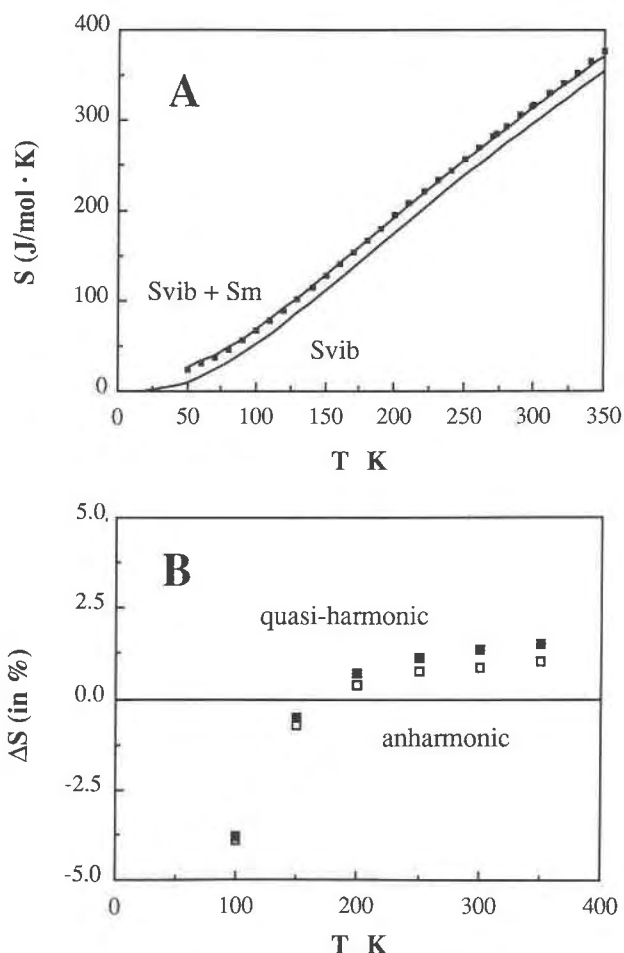 400
A
300
S (J/mol · K)
200
Svib + Sm
100
Svib
0
0 50 100 150 200 250 300 350
T K
5.0
B
2.5
quasi-harmonic
ΔS (in %)
0.0
anharmonic
-2.5
-5.0
0 100 200 300 400
T K